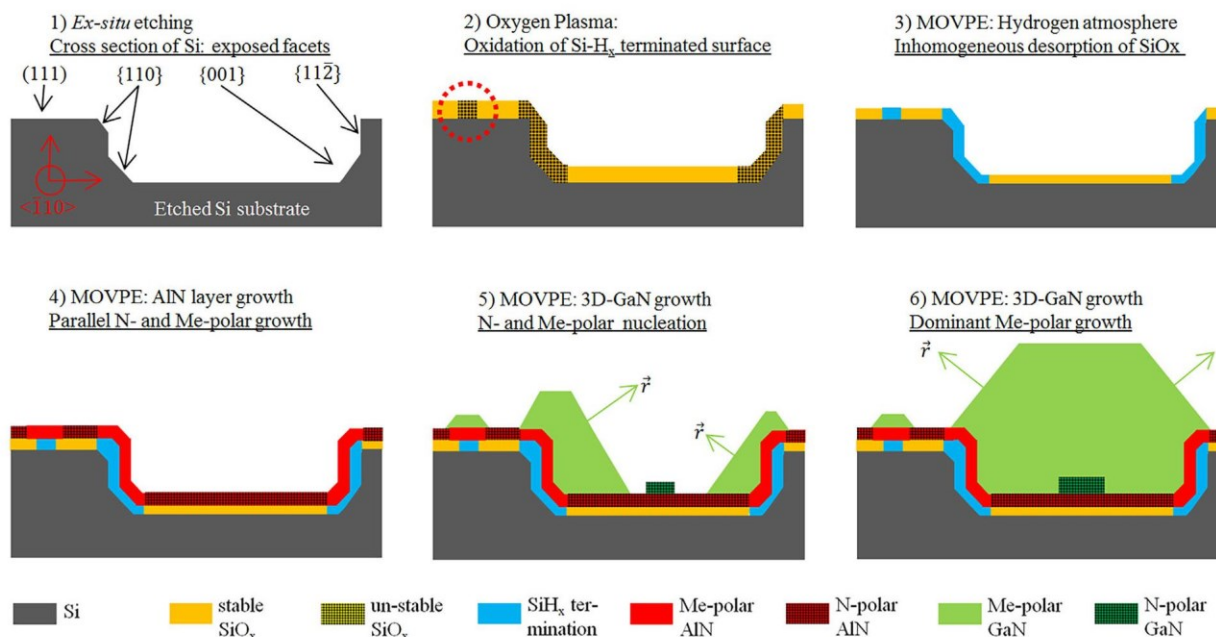 1) Ex-situ etching
Cross section of Si: exposed facets
(111) {110} {001} {112̄}
<1̄10>
Etched Si substrate
2) Oxygen Plasma:
Oxidation of Si-Hₓ terminated surface
3) MOVPE: Hydrogen atmosphere
Inhomogeneous desorption of SiOx
4) MOVPE: AlN layer growth
Parallel N- and Me-polar growth
5) MOVPE: 3D-GaN growth
N- and Me-polar nucleation
r⃗
r⃗
6) MOVPE: 3D-GaN growth
Dominant Me-polar growth
r⃗
r⃗
Si
stable
SiOₓ
un-stable
SiOₓ
SiHₓ ter-
mination
Me-polar
AlN
N-polar
AlN
Me-polar
GaN
N-polar
GaN